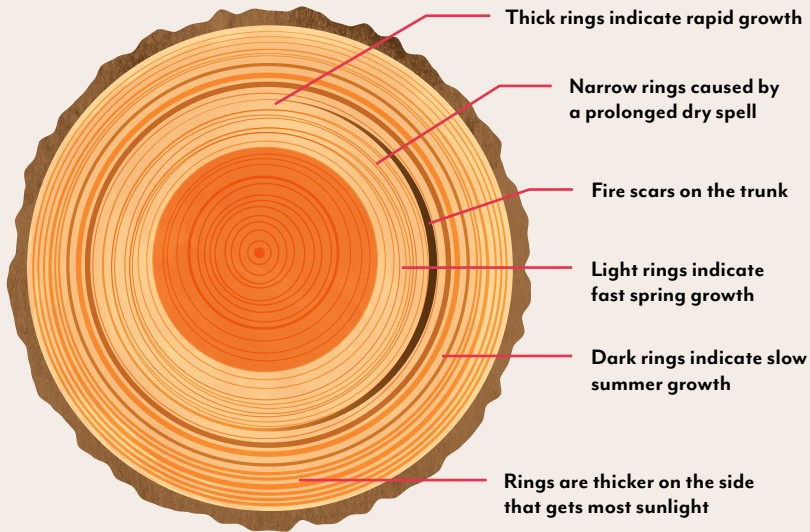 Thick rings indicate rapid growth
Narrow rings caused by
a prolonged dry spell
Fire scars on the trunk
Light rings indicate
fast spring growth
Dark rings indicate slow
summer growth
Rings are thicker on the side
that gets most sunlight